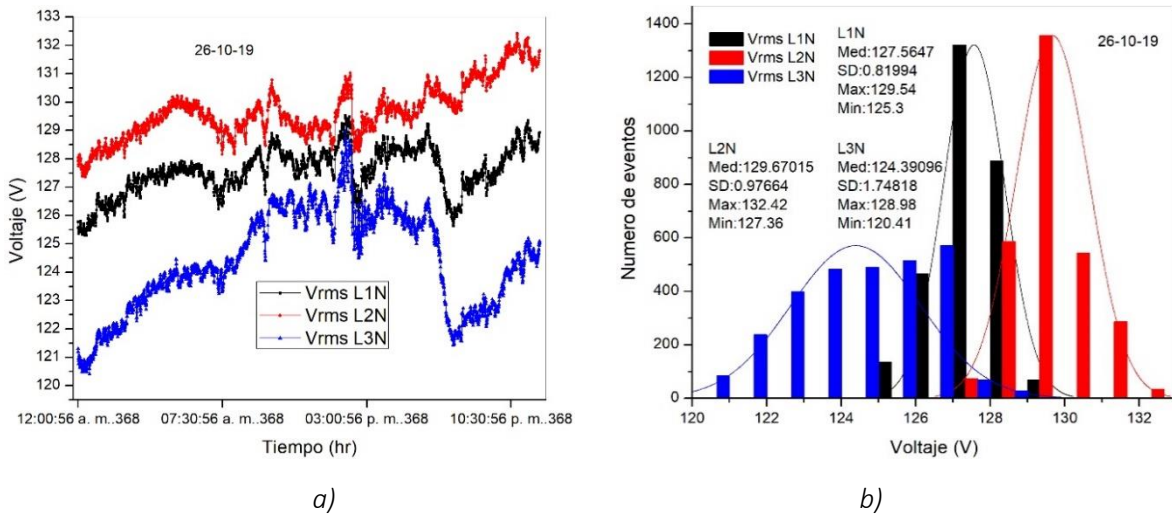 a)
133
132
131
130
129
128
127
126
125
124
123
122
121
120
Voltaje (V)
26-10-19
Vrms L1N
Vrms L2N
Vrms L3N
12:00:56 a. m..368
07:30:56 a. m..368
03:00:56 p. m..368
10:30:56 p. m..368
Tiempo (hr)
a)
b)
1400
1200
1000
800
600
400
200
0
Numero de eventos
Vrms L1N
Vrms L2N
Vrms L3N
L1N
Med:127.5647
SD:0.81994
Max:129.54
Min:125.3
26-10-19
L2N
Med:129.67015
SD:0.97664
Max:132.42
Min:127.36
L3N
Med:124.39096
SD:1.74818
Max:128.98
Min:120.41
120
122
124
126
128
130
132
Voltaje (V)
b)